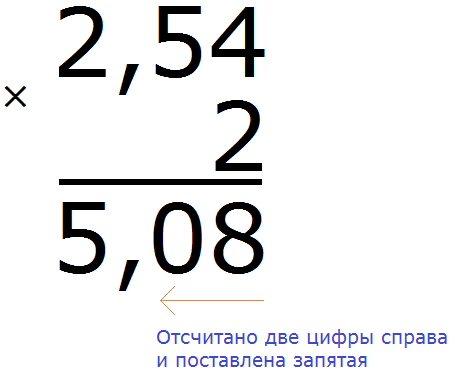 2,54
×
2
5,08
Отсчитано две цифры справа
и поставлена запятая